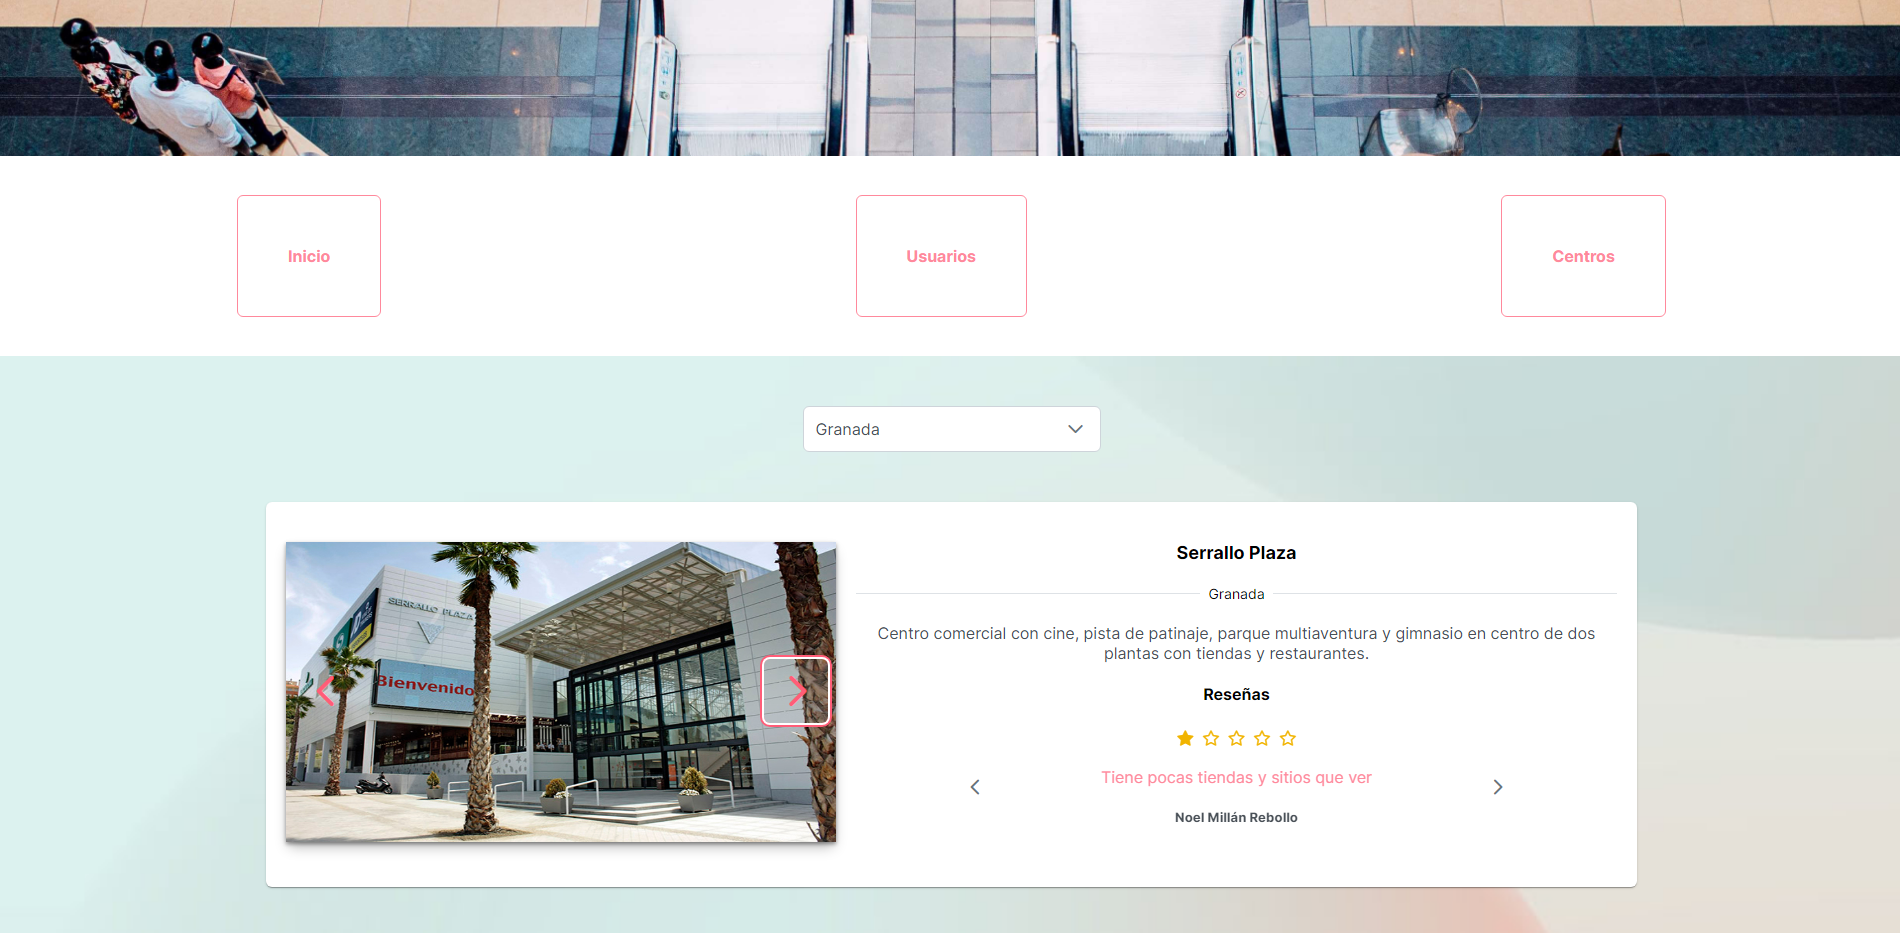 Inicio
Usuarios
Centros
Granada
SERRALLO PLAZA
Bienvenido
Serrallo Plaza
Granada
Centro comercial con cine, pista de patinaje, parque multiaventura y gimnasio en centro de dos
plantas con tiendas y restaurantes.
Reseñas
Tiene pocas tiendas y sitios que ver
Noel Millán Rebollo